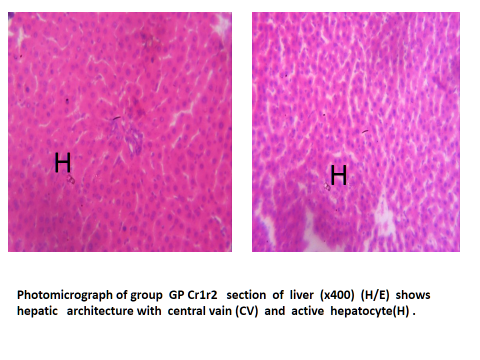 H
H
Photomicrograph of group GP Cr1r2 section of liver (x400) (H/E) shows
hepatic architecture with central vain (CV) and active hepatocyte(H) .